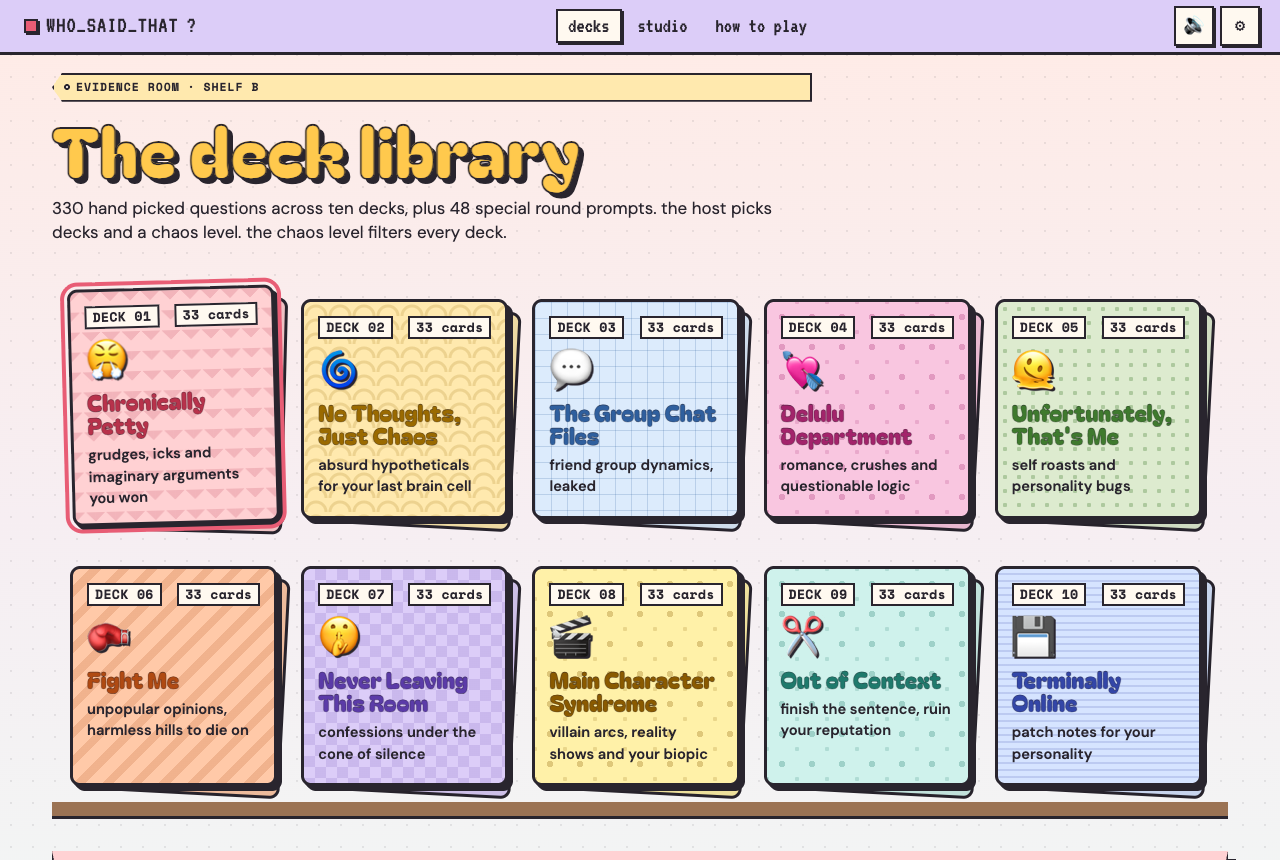 WHO_SAID_THAT ?
decks
studio
how to play
EVIDENCE ROOM · SHELF B
The deck library
330 hand picked questions across ten decks, plus 48 special round prompts. the host picks
decks and a chaos level. the chaos level filters every deck.
DECK 01
33 cards
Chronically
Petty
grudges, icks and
imaginary arguments
you won
DECK 02
33 cards
No Thoughts,
Just Chaos
absurd hypotheticals
for your last brain cell
DECK 03
33 cards
The Group Chat
Files
friend group dynamics,
leaked
DECK 04
33 cards
Delulu
Department
romance, crushes and
questionable logic
DECK 05
33 cards
Unfortunately,
That's Me
self roasts and
personality bugs
DECK 06
33 cards
Fight Me
unpopular opinions,
harmless hills to die on
DECK 07
33 cards
Never Leaving
This Room
confessions under the
cone of silence
DECK 08
33 cards
Main Character
Syndrome
villain arcs, reality
shows and your biopic
DECK 09
33 cards
Out of Context
finish the sentence, ruin
your reputation
DECK 10
33 cards
Terminally
Online
patch notes for your
personality